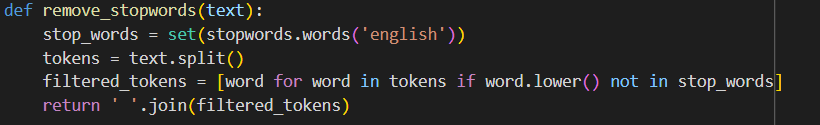 def remove_stopwords(text):
    stop_words = set(stopwords.words('english'))
    tokens = text.split()
    filtered_tokens = [word for word in tokens if word.lower() not in stop_words]
    return ' '.join(filtered_tokens)